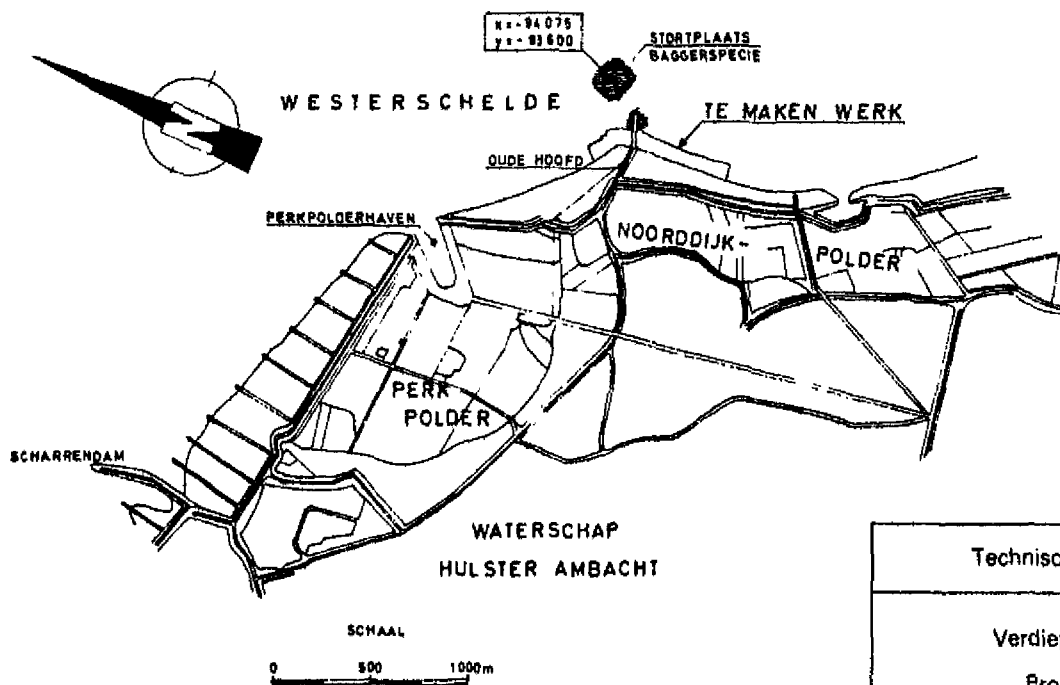 x=-94075
y=-93600
STORTPLAATS
BAGGERSPECIE
WESTERSCHELDE
TE MAKEN WERK
OUDE HOOFD
PERKPOLDERHAVEN
NOORDDIJK-
POLDER
PERK
POLDER
SCHARRENDAM
WATERSCHAP
HULSTER AMBACHT
Technisc
Verdie
Bro
SCHAAL
0 500 1000m